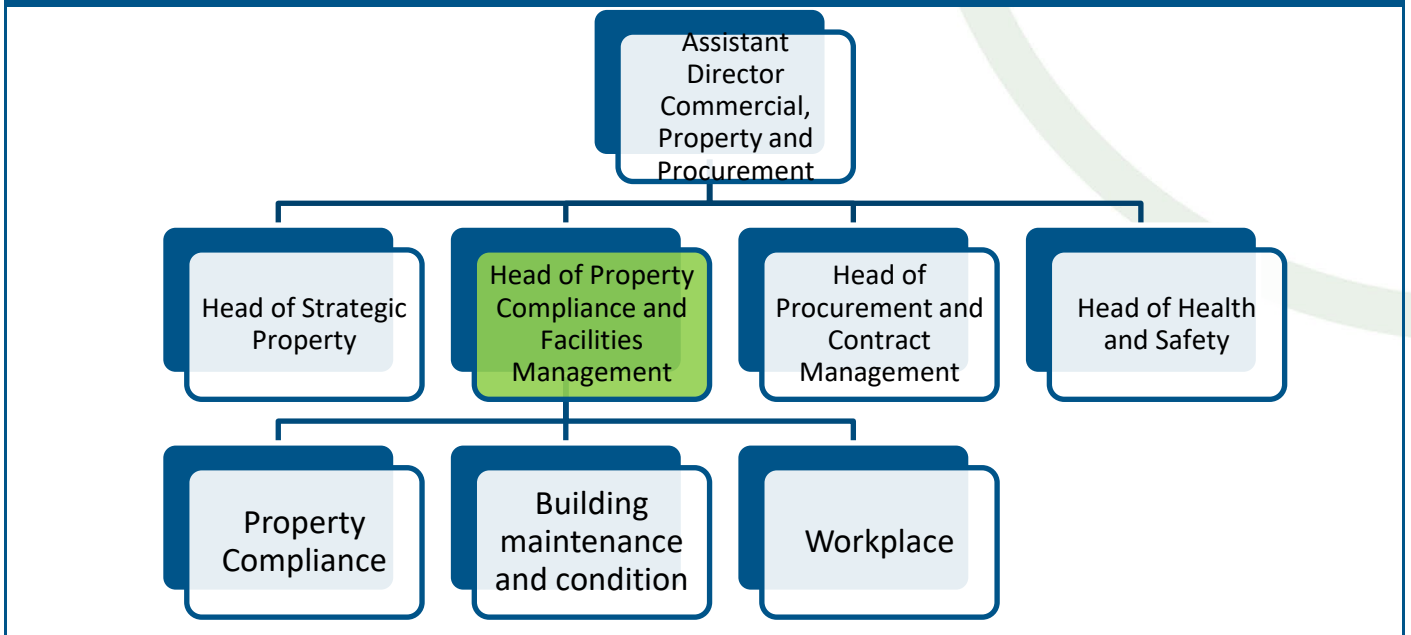 Assistant
Director
Commercial,
Property and
Procurement
Head of Strategic
Property
Head of Property
Compliance and
Facilities
Management
Head of
Procurement and
Contract
Management
Head of Health
and Safety
Property
Compliance
Building
maintenance
and condition
Workplace